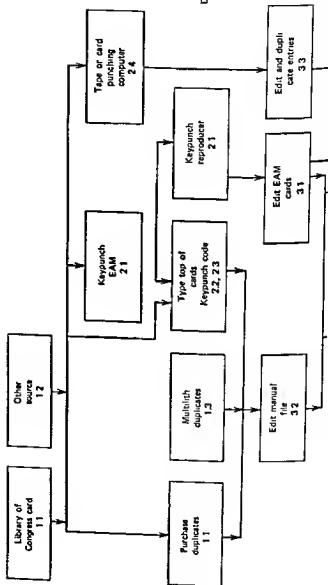 Library of
Congress card
1 1
Other
source
1 2
Keypunch
EAM
2 1
Tape or card
punching
computer
2 4
Purchase
duplicates
1 1
Multilith
duplicates
1.3
Type top of
cards
Keypunch code
2.2, 2.3
Keypunch
reproducer
2 1
Edit manual
file
3 2
Edit EAM
cards
3 1
Edit and dupli
cate entries
3 3